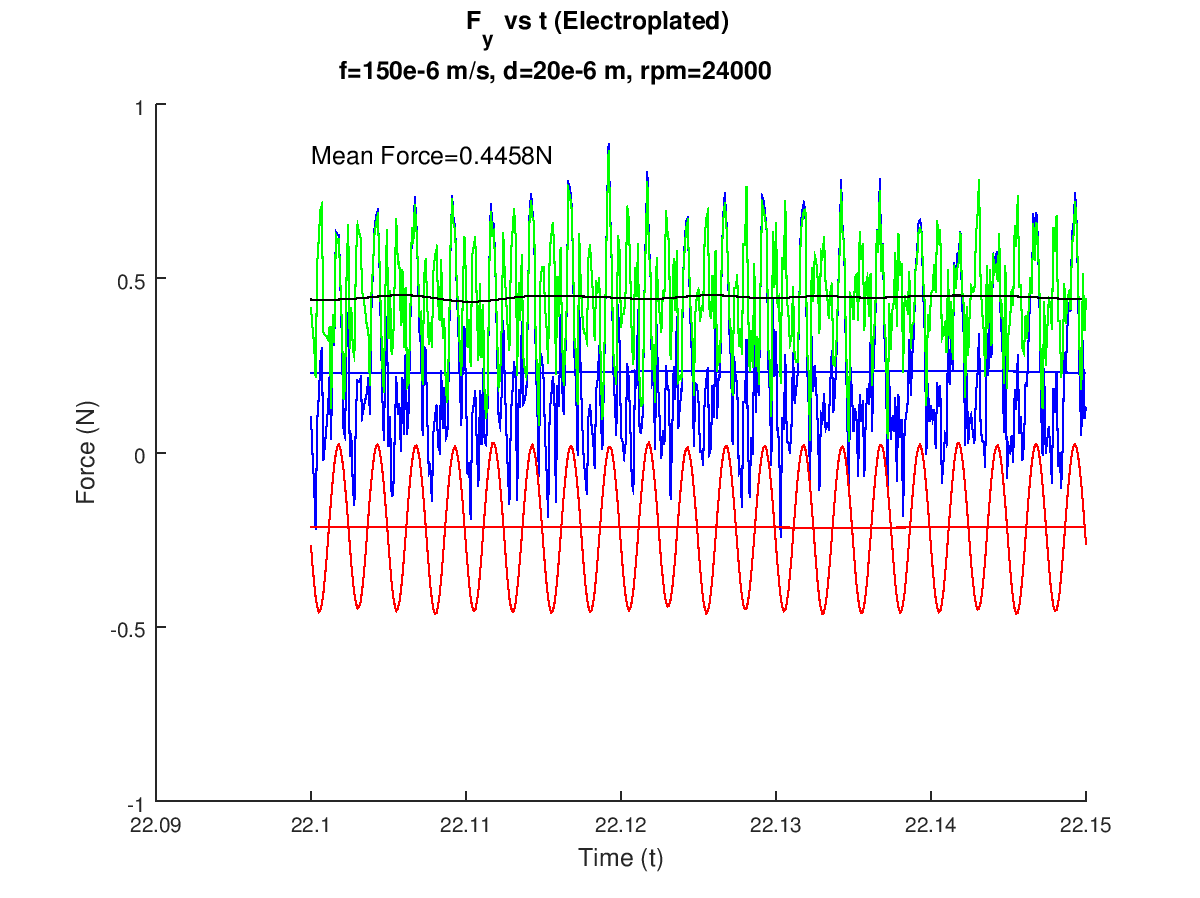 F_y vs t (Electroplated)
f=150e-6 m/s, d=20e-6 m, rpm=24000
Mean Force=0.4458N
1
0.5
0
-0.5
-1
Force (N)
22.09 22.1 22.11 22.12 22.13 22.14 22.15
Time (t)